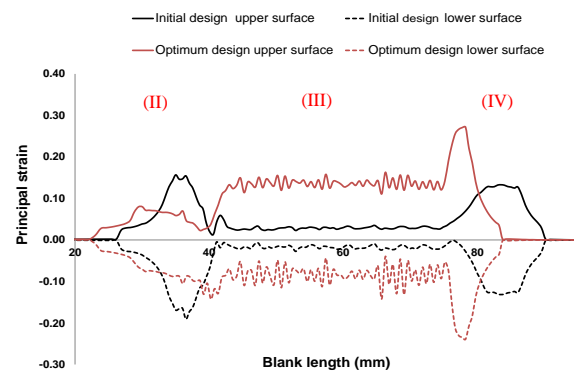 Initial design upper surface
Initial design lower surface
Optimum design upper surface
Optimum design lower surface
0.40
0.30
0.20
0.10
0.00
-0.10
-0.20
-0.30
Principal strain
(II)
(III)
(IV)
20
40
60
80
Blank length (mm)